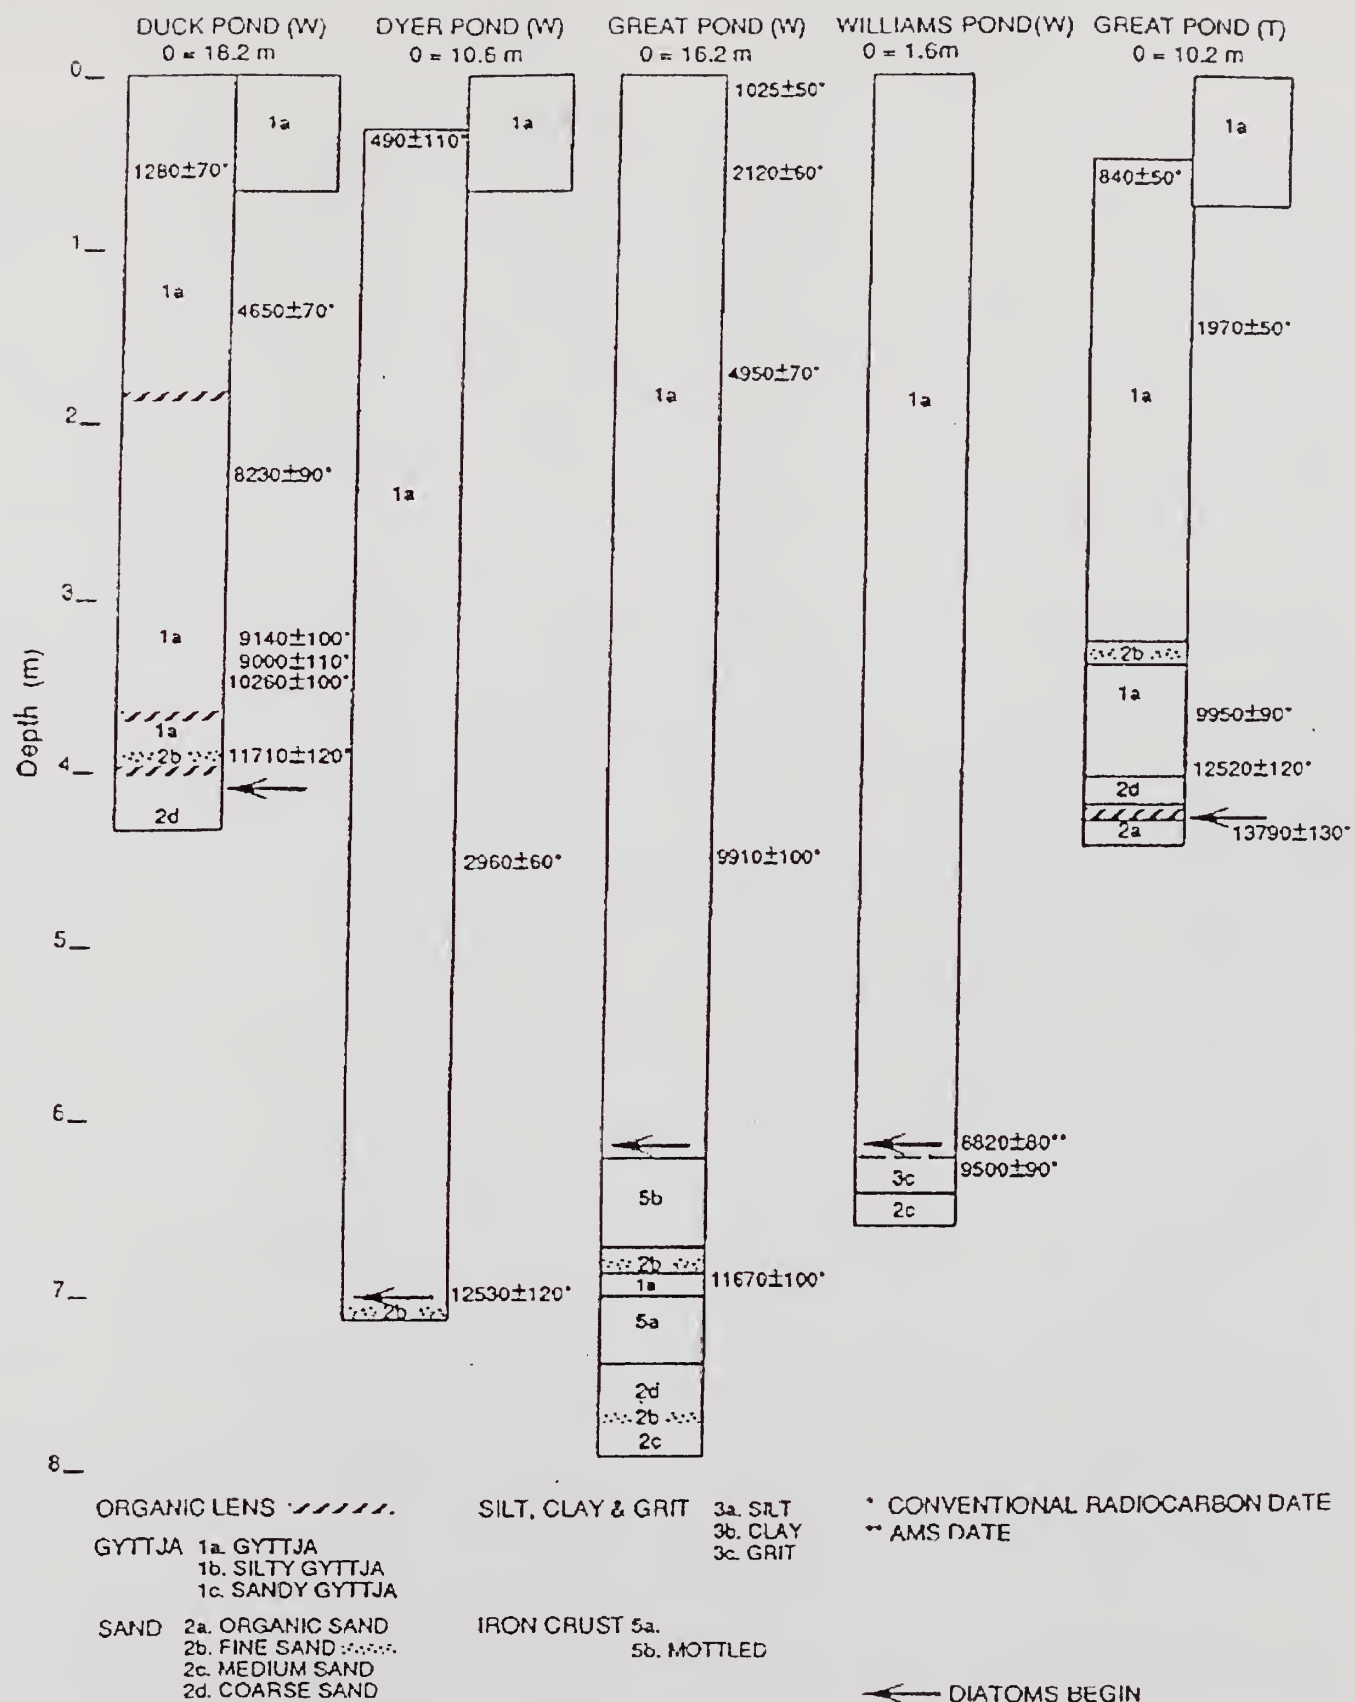 DUCK POND (W) DYER POND (W) GREAT POND (W) WILLIAMS POND(W) GREAT POND (T)
0 = 18.2 m 0 = 10.6 m 0 = 16.2 m 0 = 1.6m 0 = 10.2 m
0
1025±50*
1a 1a 1a
490±110*
1280±70* 2120±60* 840±50*
1
1a 4650±70* 1970±50*
4950±70*
1a 1a 1a
2
8230±90*
1a
3
1a 9140±100* 2b
9000±110*
10260±100* 1a
Depth (m)
1a 9950±90*
2b 11710±120*
4 12520±120*
2d 2d
2a 13790±130*
2960±60* 9910±100*
5
6
6820±80**
3c 9500±90*
5b 2c
2b
7 12530±120* 1a 11670±100*
2b 5a
2d
2b
2c
8
ORGANIC LENS SILT, CLAY & GRIT 3a. SILT * CONVENTIONAL RADIOCARBON DATE
GYTTJA 1a. GYTTJA 3b. CLAY ** AMS DATE
1b. SILTY GYTTJA 3c. GRIT
1c. SANDY GYTTJA
SAND 2a. ORGANIC SAND IRON CRUST 5a.
2b. FINE SAND 5b. MOTTLED
2c. MEDIUM SAND
2d. COARSE SAND DIATOMS BEGIN